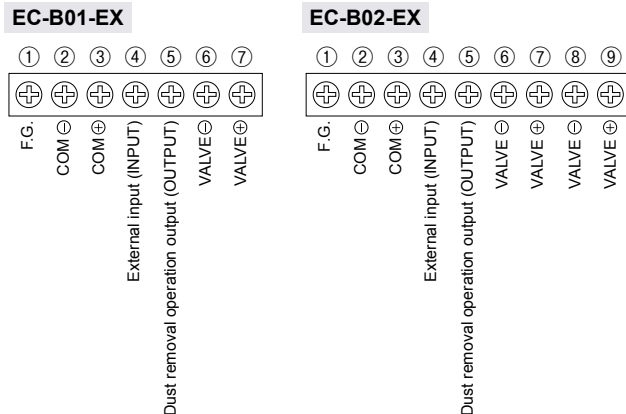 EC-B01-EX
① ② ③ ④ ⑤ ⑥ ⑦
F.G.
COM ⊖
COM ⊕
External input (INPUT)
Dust removal operation output (OUTPUT)
VALVE ⊖
VALVE ⊕
EC-B02-EX
① ② ③ ④ ⑤ ⑥ ⑦ ⑧ ⑨
F.G.
COM ⊖
COM ⊕
External input (INPUT)
Dust removal operation output (OUTPUT)
VALVE ⊖
VALVE ⊕
VALVE ⊖
VALVE ⊕